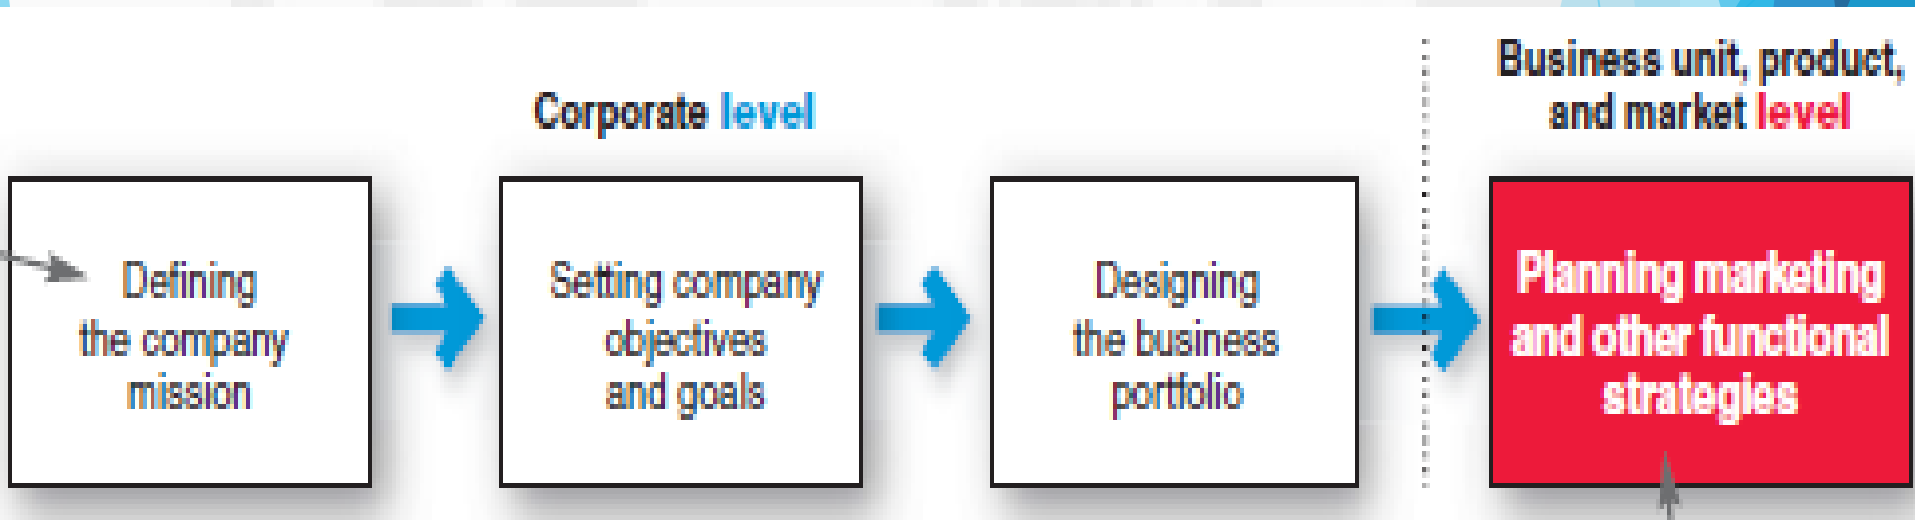 Corporate level
Business unit, product,
and market level
Defining
the company
mission
Setting company
objectives
and goals
Designing
the business
portfolio
Planning marketing
and other functional
strategies